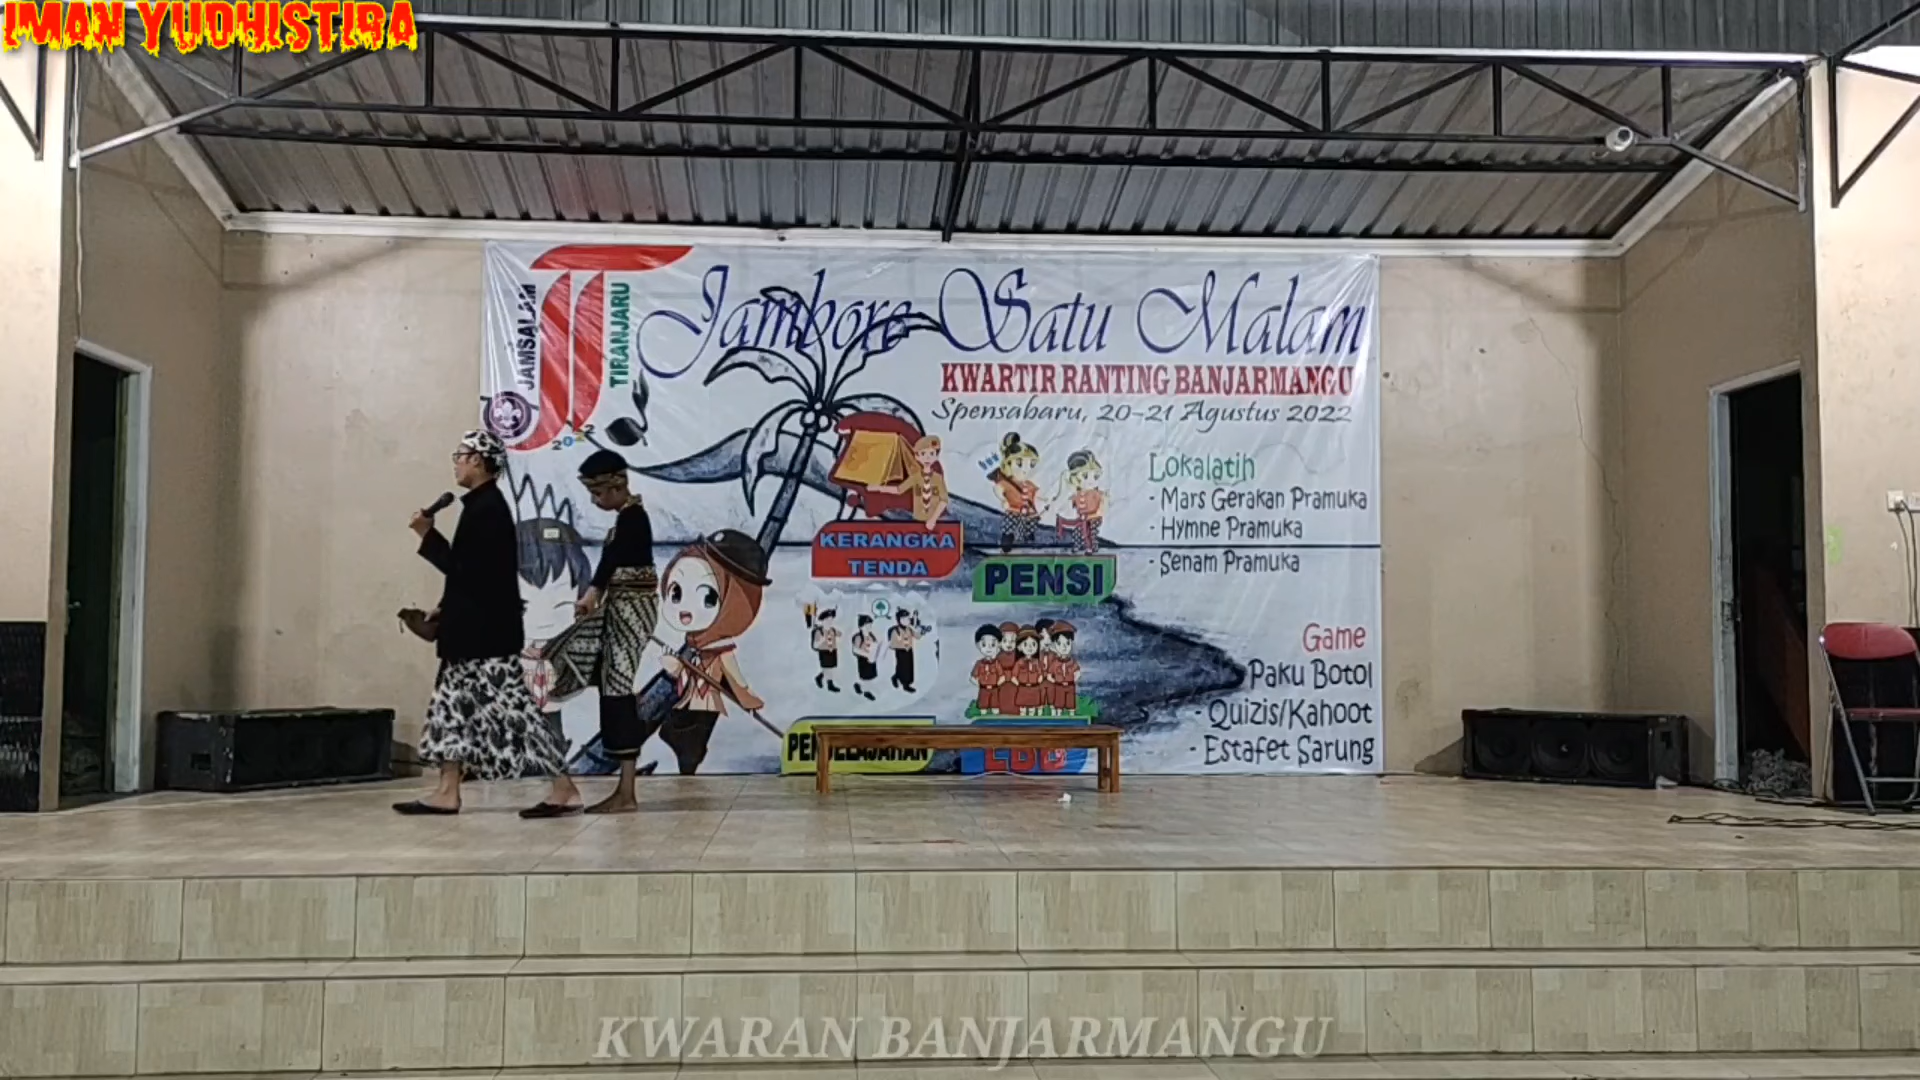 IMAN YUDHISTIRA
JAMSALAM
TIRANJARU
2022
Jambore Satu Malam
KWARTIR RANTING BANJARMANGU
Spensabaru, 20-21 Agustus 2022
Lokalatih
- Mars Gerakan Pramuka
- Hymne Pramuka
- Senam Pramuka
KERANGKA
TENDA
PENSI
Game
Paku Botol
- Quizis/Kahoot
- Estafet Sarung
KWARAN BANJARMANGU